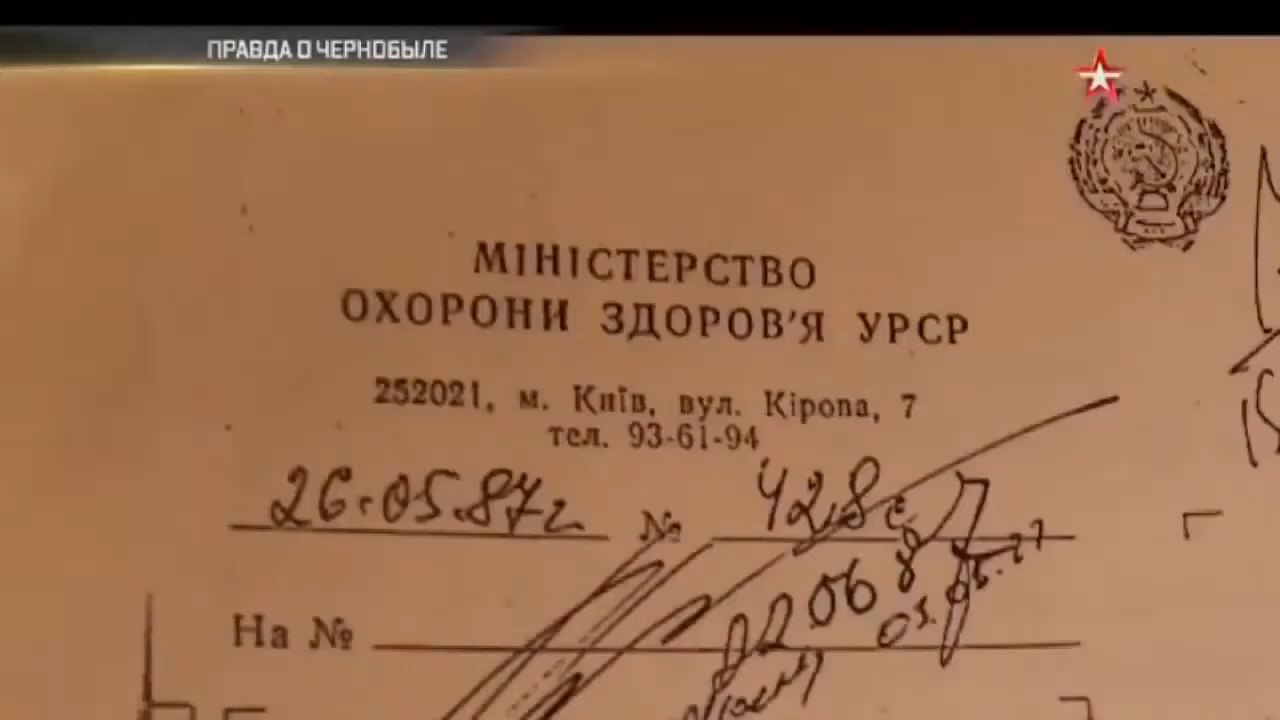 ПРАВДА О ЧЕРНОБЫЛЕ
МІНІСТЕРСТВО
ОХОРОНИ ЗДОРОВ'Я УРСР
252021, м. Київ, вул. Кірова, 7
тел. 93-61-94
26.05.87г. № 428с
На №